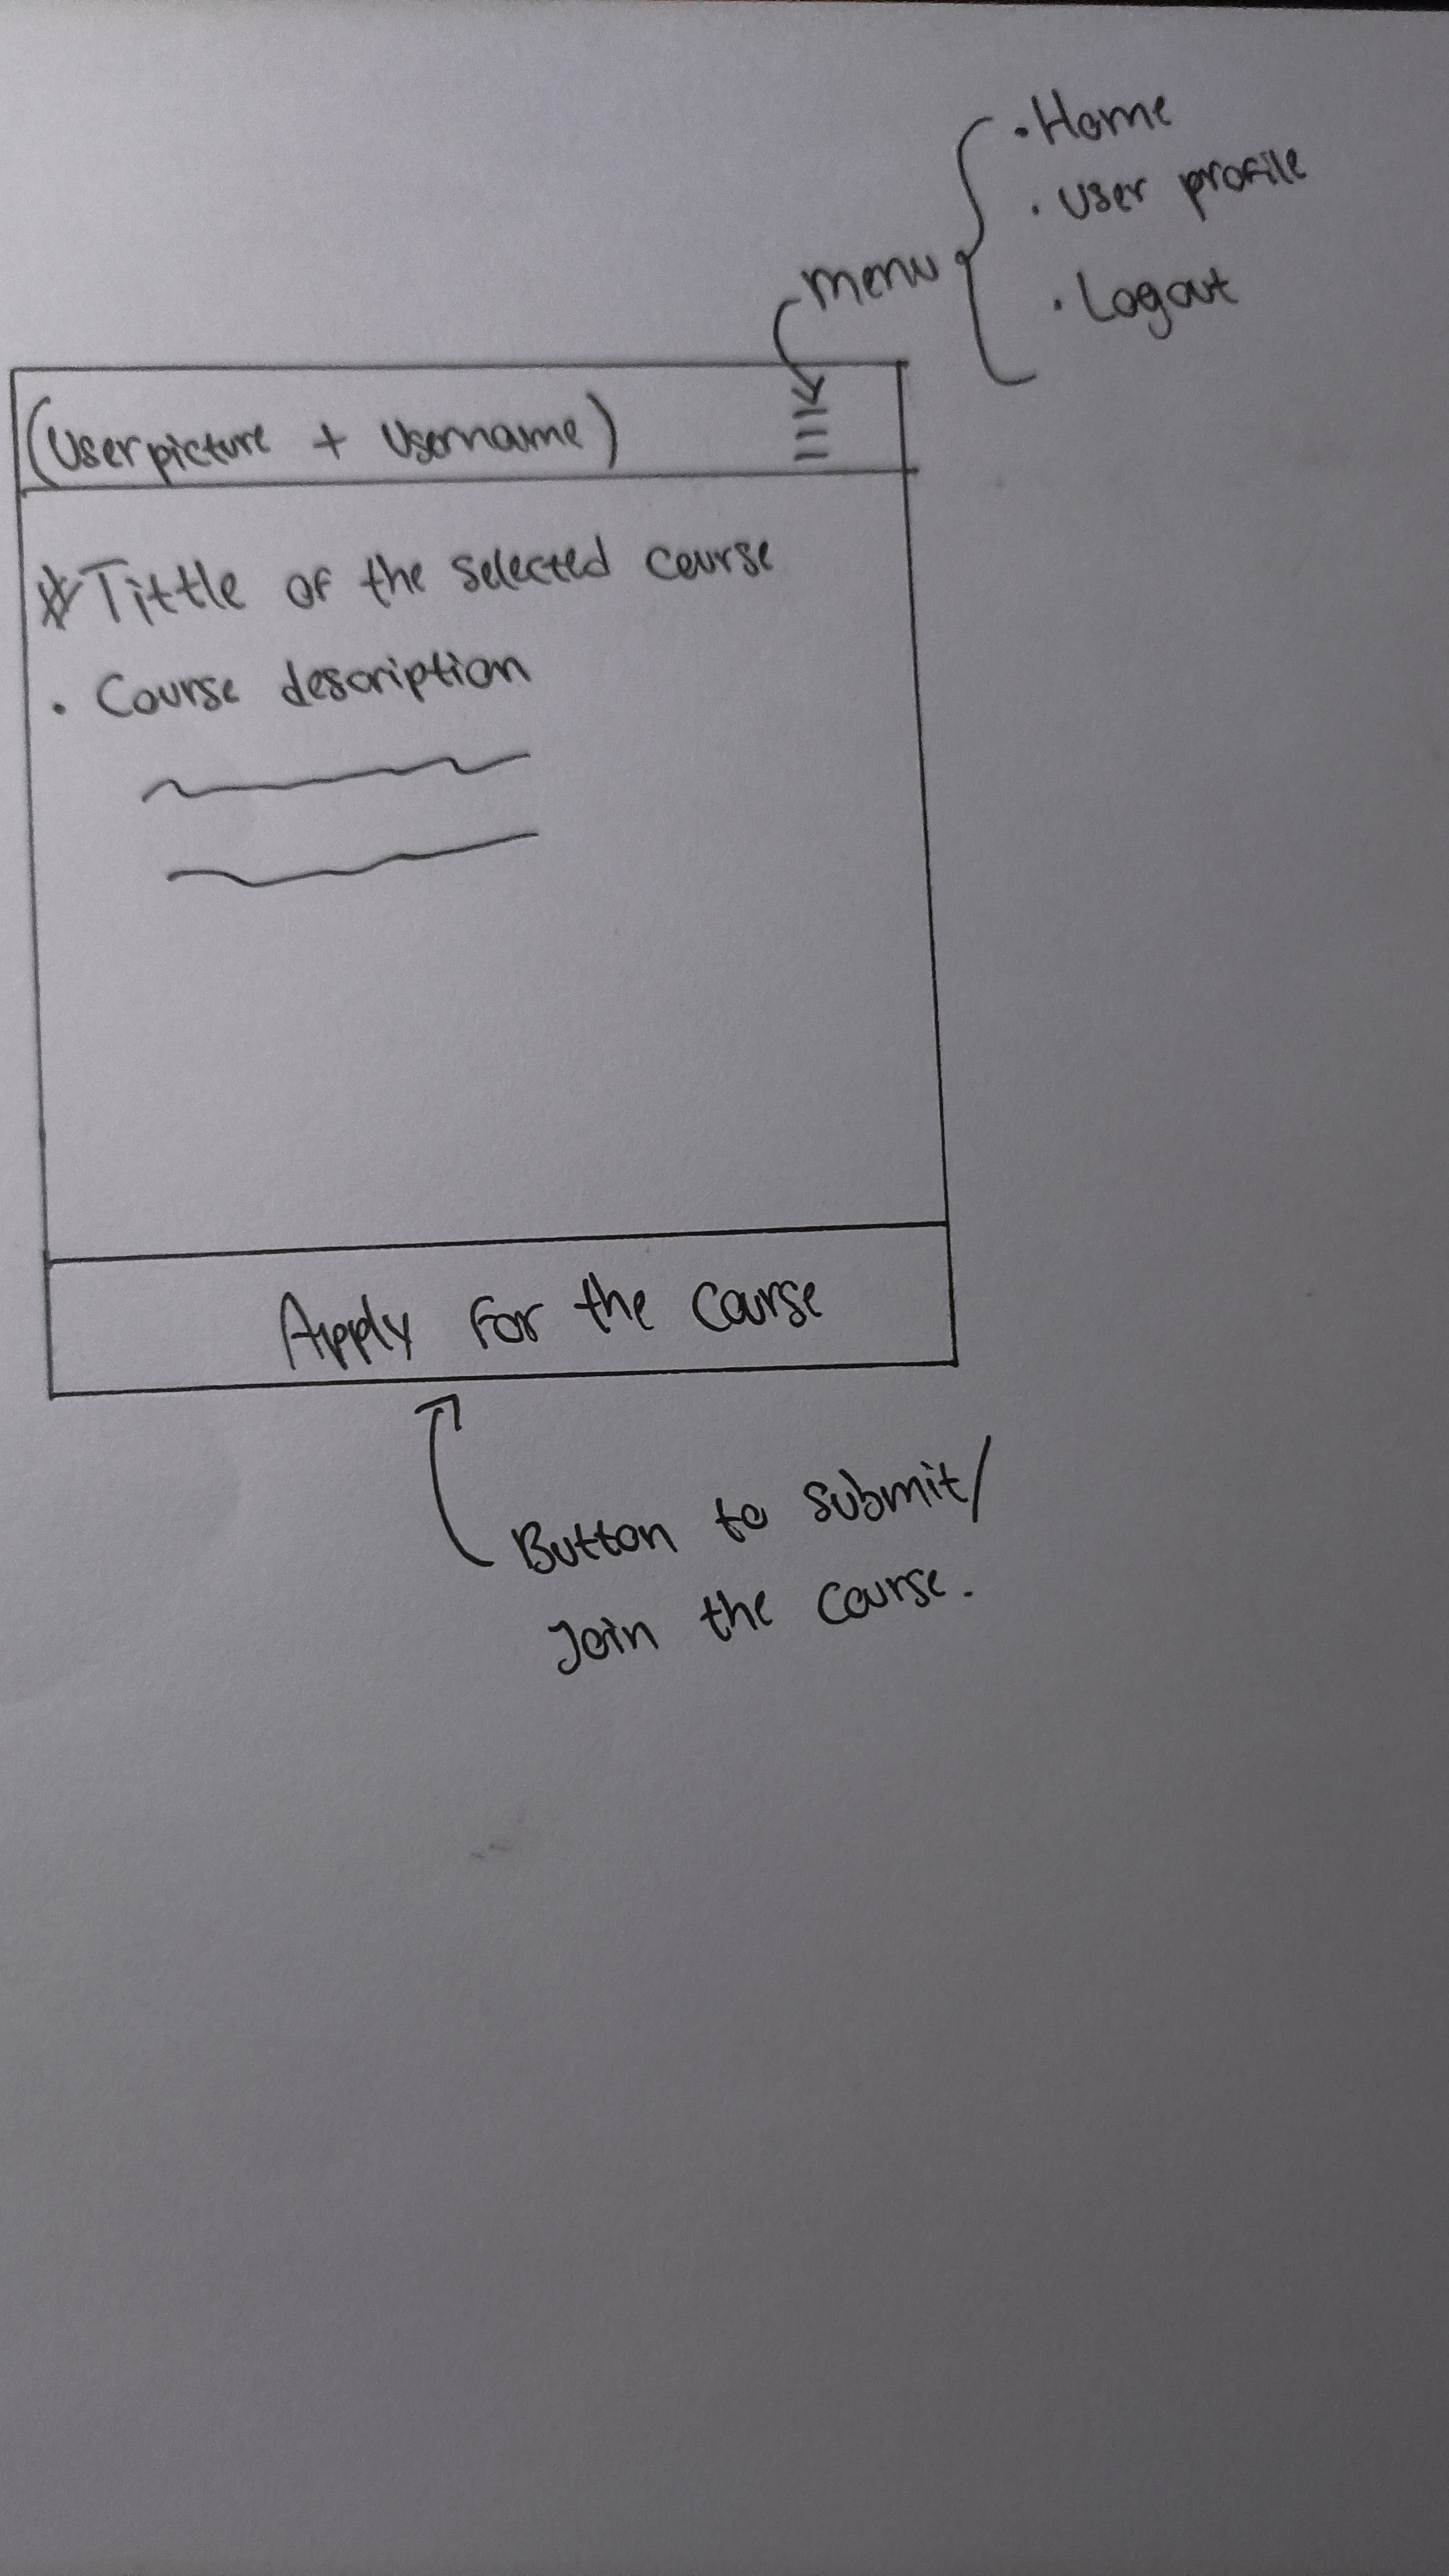 • Home
• User profile
menu
• Logout
(Userpicture + Username)
* Tittle of the selected course
• Course description
Apply for the course
Button to submit/
Join the course.